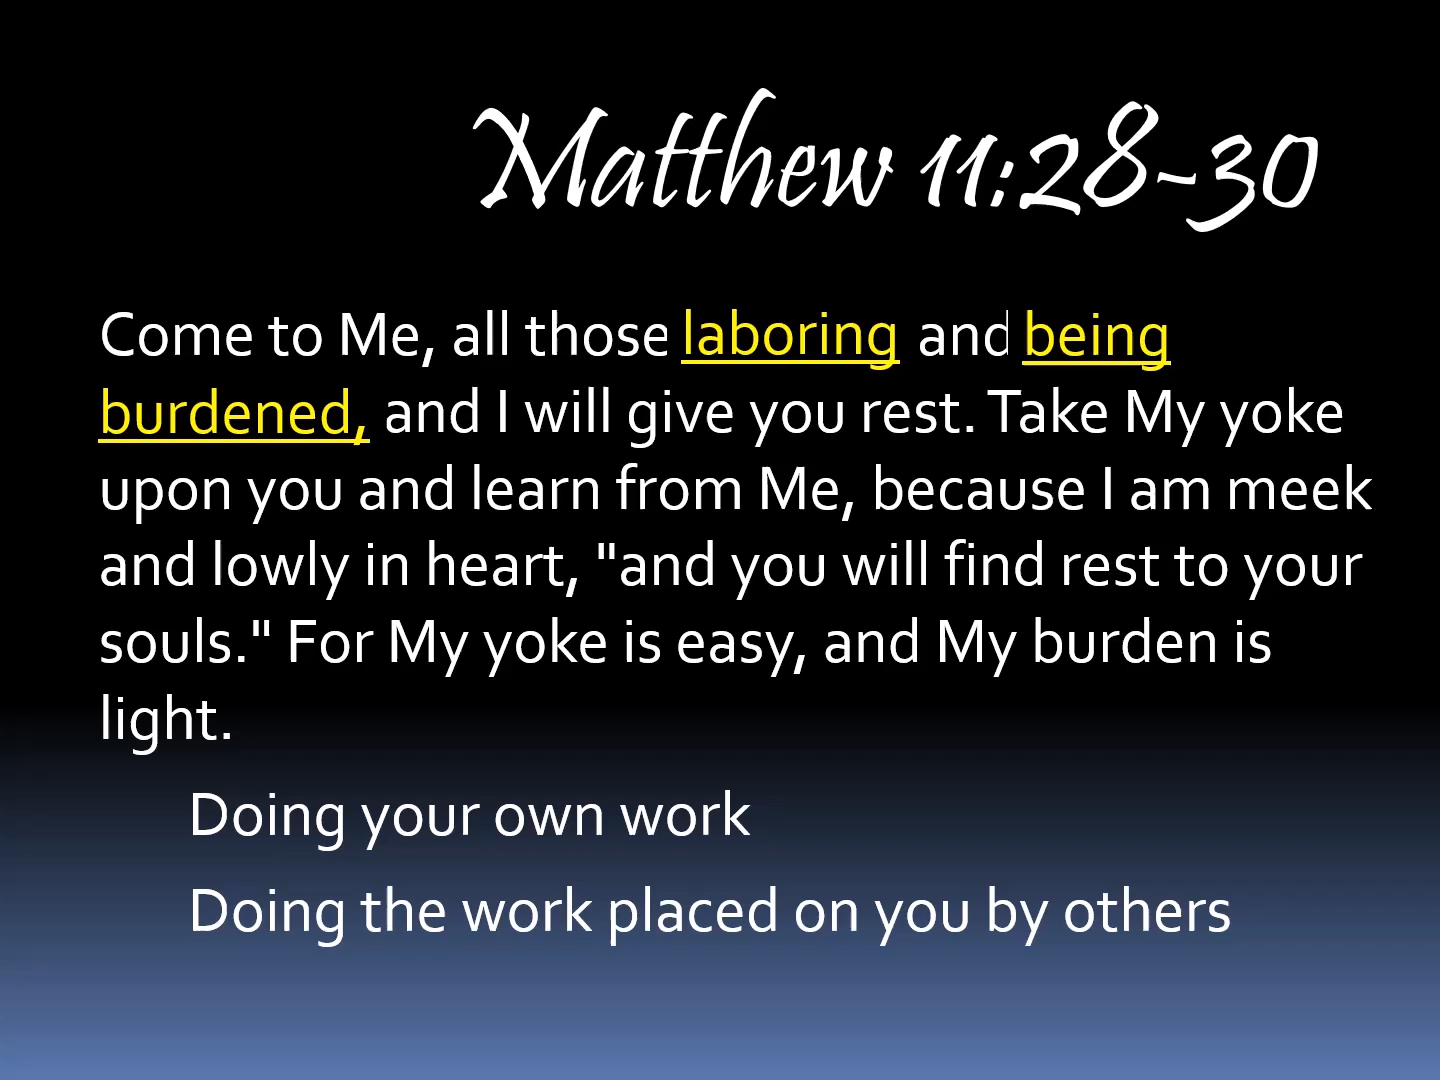 Matthew 11:28-30
Come to Me, all those laboring and being
burdened, and I will give you rest. Take My yoke
upon you and learn from Me, because I am meek
and lowly in heart, "and you will find rest to your
souls." For My yoke is easy, and My burden is
light.
Doing your own work
Doing the work placed on you by others